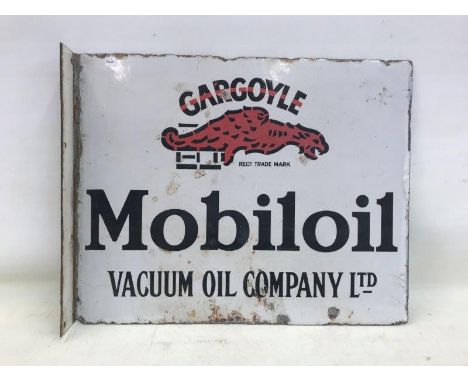 GARGOYLE
REGD TRADE MARK
Mobiloil
VACUUM OIL COMPANY LTD